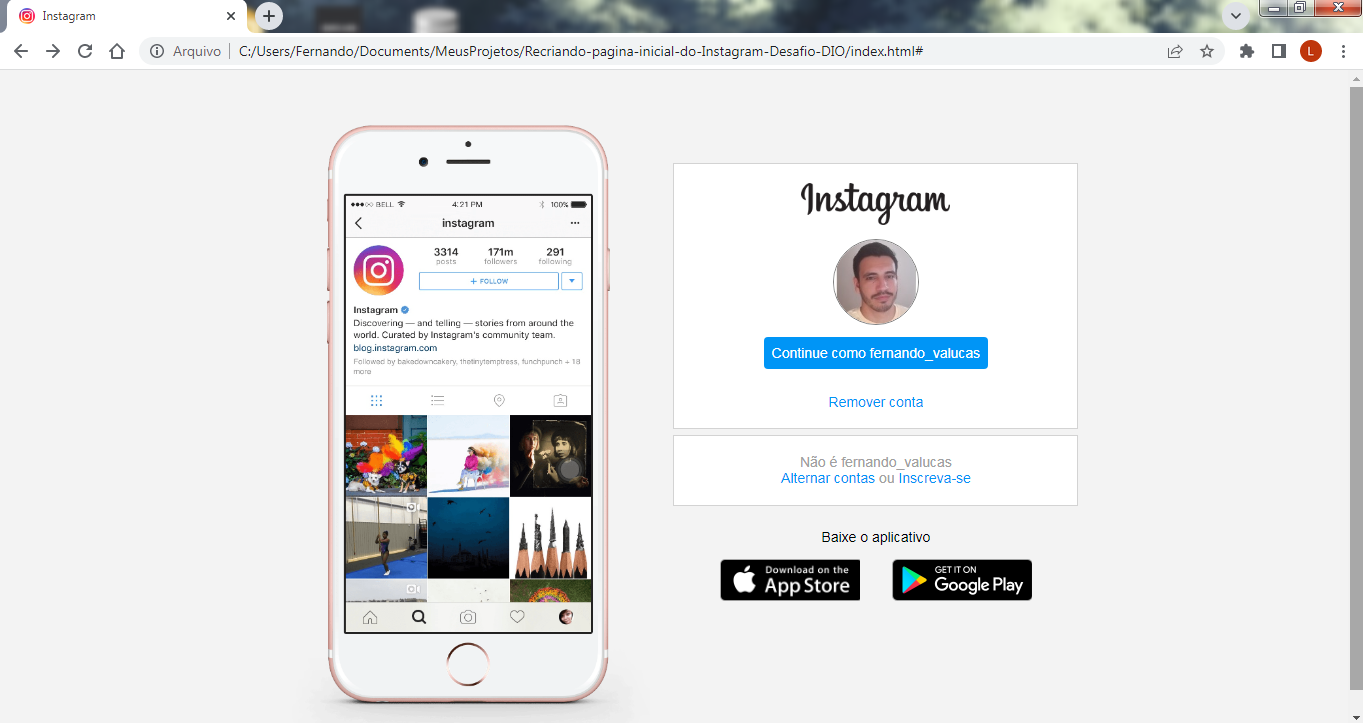 Instagram
Arquivo
C:/Users/Fernando/Documents/MeusProjetos/Recriando-pagina-inicial-do-Instagram-Desafio-DIO/index.html#
L
BELL 4:21 PM 100%
instagram
3314 171m 291
posts followers following
+ FOLLOW
Instagram
Discovering — and telling — stories from around the
world. Curated by Instagram's community team.
blog.instagram.com
Followed by bakedowncakery, thetinytemptress, funchpunch + 18
more
Instagram
Continue como fernando_valucas
Remover conta
Não é fernando_valucas
Alternar contas ou Inscreva-se
Baixe o aplicativo
Download on the
App Store
GET IT ON
Google Play